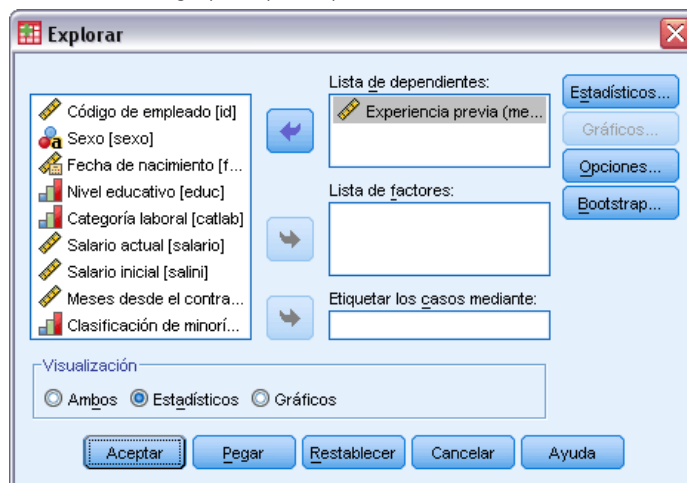 Explorar
Código de empleado [id]
Sexo [sexo]
Fecha de nacimiento [f...
Nivel educativo [educ]
Categoría laboral [catlab]
Salario actual [salario]
Salario inicial [salini]
Meses desde el contra...
Clasificación de minorí...
Lista de dependientes:
Experiencia previa (me...
Lista de factores:
Etiquetar los casos mediante:
Estadísticos...
Gráficos...
Opciones...
Bootstrap...
Visualización
Ambos Estadísticos Gráficos
Aceptar Pegar Restablecer Cancelar Ayuda